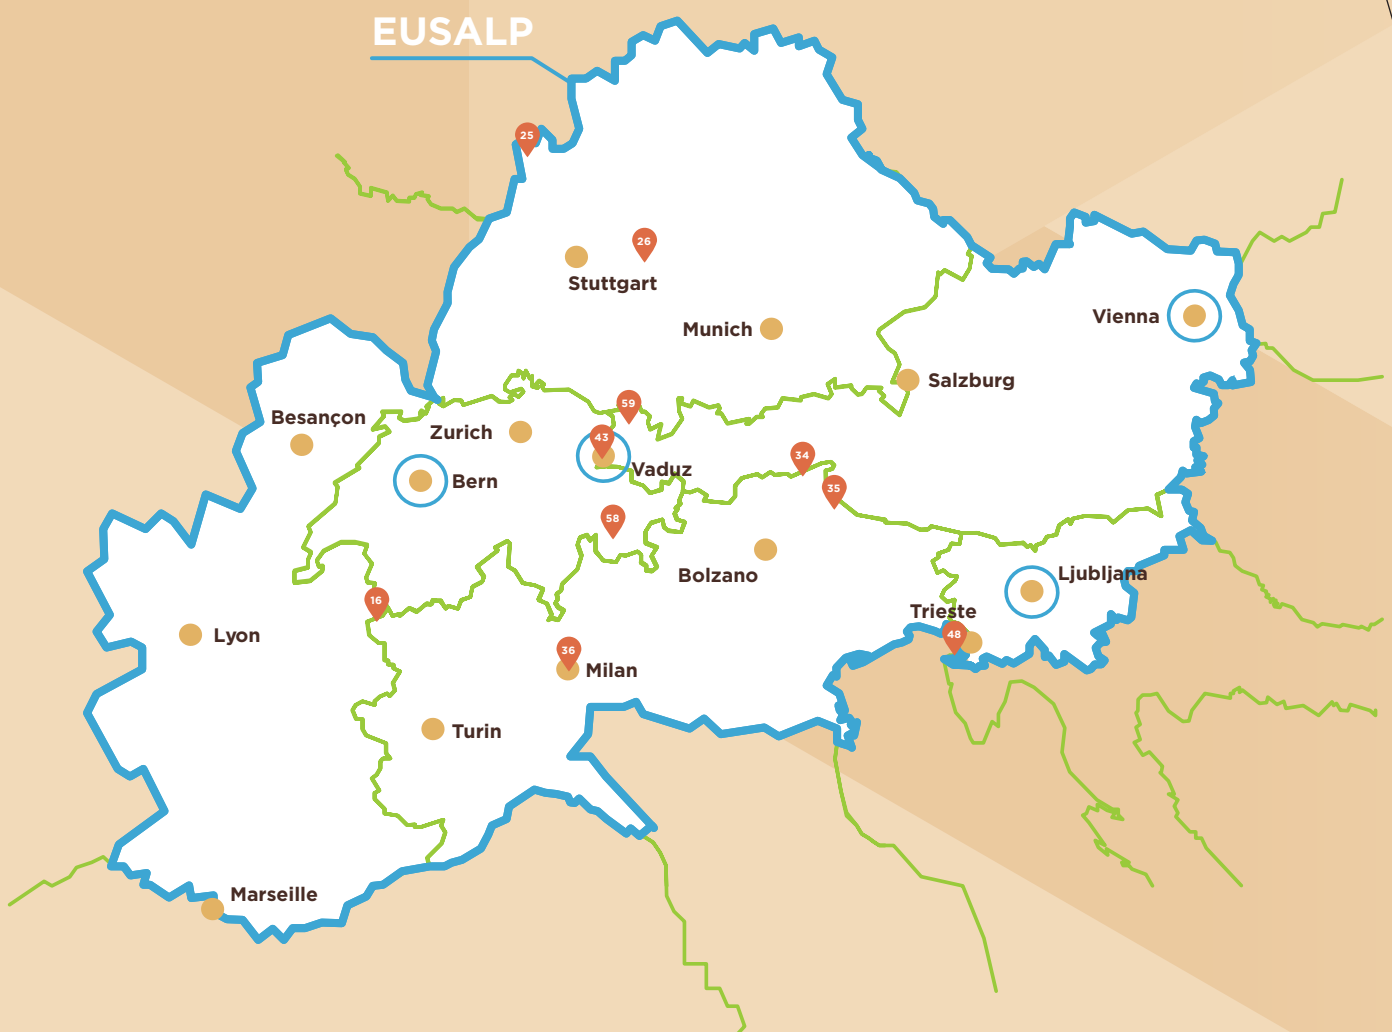 EUSALP
25
26
Stuttgart
Vienna
Munich
Salzburg
59
Besançon
Zurich
43
34
Vaduz
Bern
35
58
Bolzano
Ljubljana
16
Trieste
Lyon
48
36
Milan
Turin
Marseille